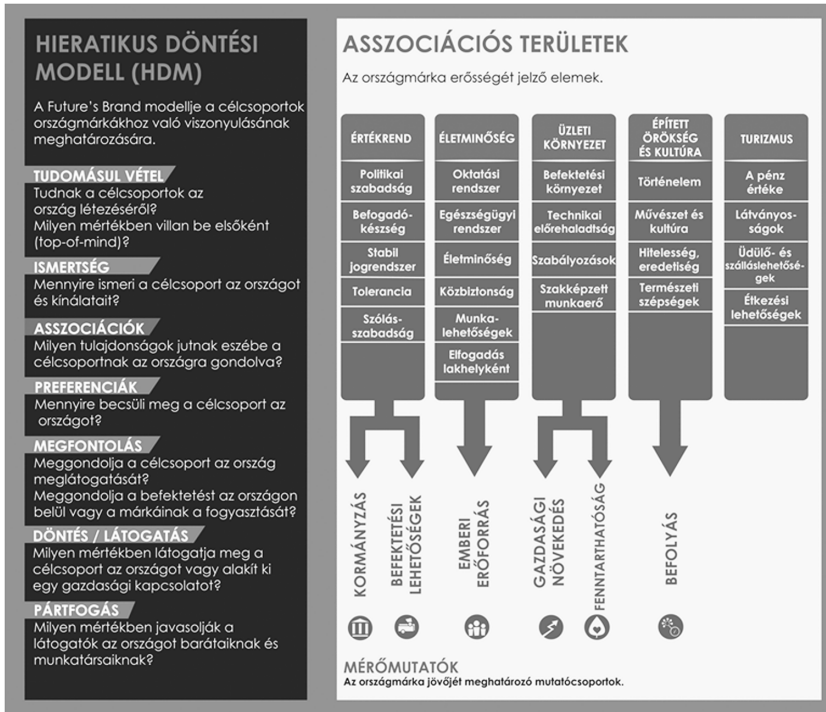 HIERATIKUS DÖNTÉSI
MODELL (HDM)
A Future's Brand modellje a célcsoportok
országmárkákhoz való viszonyulásának
meghatározására.
TUDOMÁSUL VÉTEL
Tudnak a célcsoportok az
ország létezéséről?
Milyen mértékben villan be elsőként
(top-of-mind)?
ISMERTSÉG
Mennyire ismeri a célcsoport az országot
és kínálatait?
ASSZOCIÁCIÓK
Milyen tulajdonságok jutnak eszébe a
célcsoportnak az országra gondolva?
PREFERENCIÁK
Mennyire becsüli meg a célcsoport az
országot?
MEGFONTOLÁS
Meggondolja a célcsoport az ország
meglátogatását?
Meggondolja a befektetést az országon
belül vagy a márkáinak a fogyasztását?
DÖNTÉS / LÁTOGATÁS
Milyen mértékben látogatja meg a
célcsoport az országot vagy alakít ki
egy gazdasági kapcsolatot?
PÁRTFOGÁS
Milyen mértékben javasolják a
látogatók az országot barátaiknak és
munkatársaiknak?
ASSZOCIÁCIÓS TERÜLETEK
Az országmárka erősségét jelző elemek.
ÉRTÉKREND
Politikai
szabadság
Befogadó-
készség
Stabil
jogrendszer
Tolerancia
Szólás-
szabadság
ÉLETMINŐSÉG
Oktatási
rendszer
Egészségügyi
rendszer
Életminőség
Közbiztonság
Munka-
lehetőségek
Elfogadás
lakhelyként
ÜZLETI
KÖRNYEZET
Befektetési
környezet
Technikai
előrehaladtság
Szabályozások
Szakképzett
munkaerő
ÉPÍTETT
ÖRÖKSÉG
ÉS KULTÚRA
Történelem
Művészet és
kultúra
Hitelesség,
eredetiség
Természeti
szépségek
TURIZMUS
A pénz
értéke
Látványos-
ságok
Üdülő- és
szálláslehetősé-
gek
Étkezési
lehetőségek
KORMÁNYZÁS
BEFEKTETÉSI
LEHETŐSÉGEK
EMBERI
ERŐFORRÁS
GAZDASÁGI
NÖVEKEDÉS
FENNTARTHATÓSÁG
BEFOLYÁS
MÉRŐMUTATÓK
Az országmárka jövőjét meghatározó mutatócsoportok.